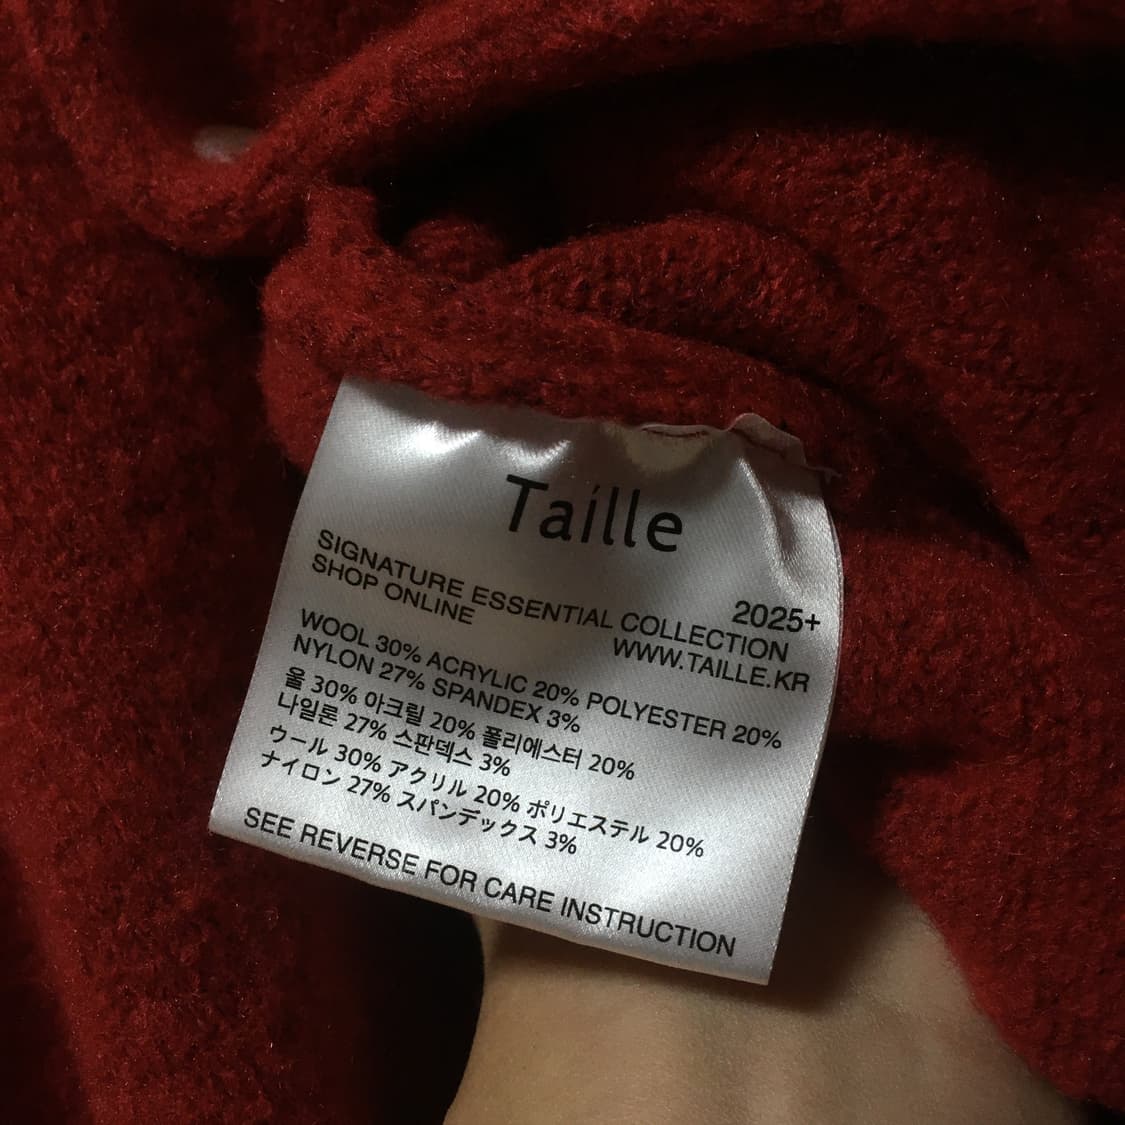 Taille
2025+
SIGNATURE ESSENTIAL COLLECTION
SHOP ONLINE WWW.TAILLE.KR
WOOL 30% ACRYLIC 20% POLYESTER 20%
NYLON 27% SPANDEX 3%
울 30% 아크릴 20% 폴리에스터 20%
나일론 27% 스판덱스 3%
ウール 30% アクリル 20% ポリエステル 20%
ナイロン 27% スパンデックス 3%
SEE REVERSE FOR CARE INSTRUCTION